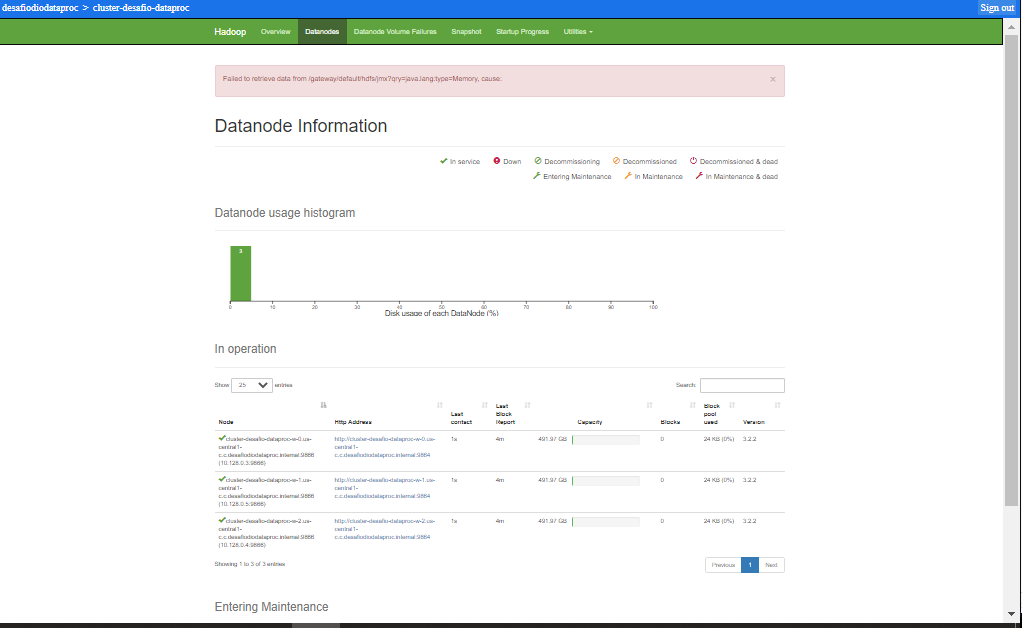 desafiodiodataproc > cluster-desafio-dataproc
Sign out
Hadoop Overview Datanodes Datanode Volume Failures Snapshot Startup Progress Utilities
Failed to retrieve data from /gateway/default/hdfs/jmx?qry=java.lang:type=Memory, cause: ×
Datanode Information
In service Down Decommissioning Decommissioned Decommissioned & dead
Entering Maintenance In Maintenance In Maintenance & dead
Datanode usage histogram
3
0 10 20 30 40 50 60 70 80 90 100
Disk usage of each DataNode (%)
In operation
Show 25 entries Search:
Node Http Address Last contact Last Block Report Capacity Blocks Block pool used Version
cluster-desafio-dataproc-w-0.us-central1-c.c.desafiodiodataproc.internal:9866 (10.128.0.3:9866) http://cluster-desafio-dataproc-w-0.us-central1-c.c.desafiodiodataproc.internal:9864 1s 4m 491.97 GB 0 24 KB (0%) 3.2.2
cluster-desafio-dataproc-w-1.us-central1-c.c.desafiodiodataproc.internal:9866 (10.128.0.5:9866) http://cluster-desafio-dataproc-w-1.us-central1-c.c.desafiodiodataproc.internal:9864 1s 4m 491.97 GB 0 24 KB (0%) 3.2.2
cluster-desafio-dataproc-w-2.us-central1-c.c.desafiodiodataproc.internal:9866 (10.128.0.4:9866) http://cluster-desafio-dataproc-w-2.us-central1-c.c.desafiodiodataproc.internal:9864 1s 4m 491.97 GB 0 24 KB (0%) 3.2.2
Showing 1 to 3 of 3 entries
Previous 1 Next
Entering Maintenance